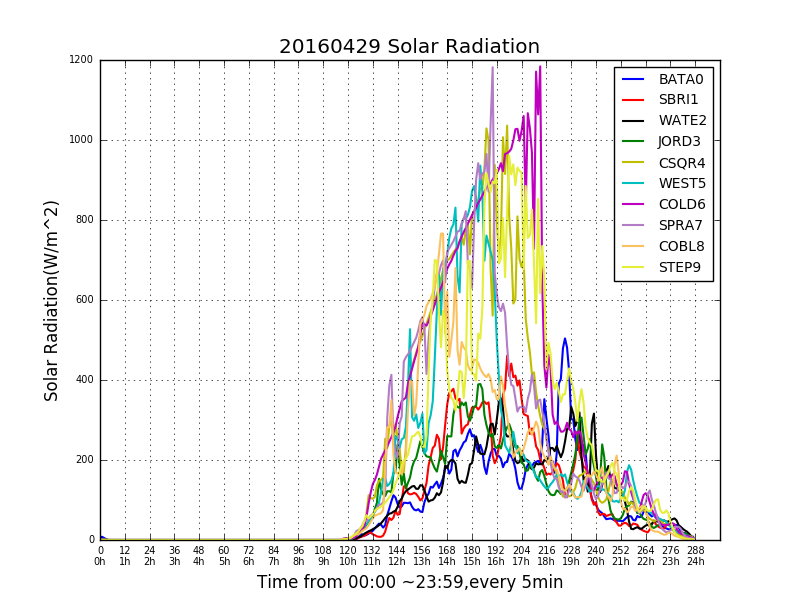 20160429 Solar Radiation
1200
1000
800
600
400
200
0
Solar Radiation(W/m^2)
BATA0
SBRI1
WATE2
JORD3
CSQR4
WEST5
COLD6
SPRA7
COBL8
STEP9
0 12 24 36 48 60 72 84 96 108 120 132 144 156 168 180 192 204 216 228 240 252 264 276 288
0h 1h 2h 3h 4h 5h 6h 7h 8h 9h 10h 11h 12h 13h 14h 15h 16h 17h 18h 19h 20h 21h 22h 23h 24h
Time from 00:00 ~23:59,every 5min